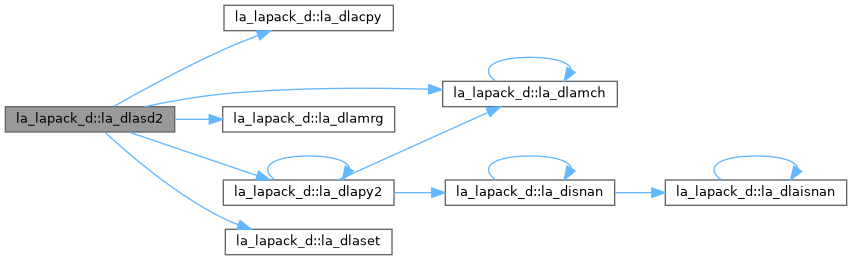 la_lapack_d::la_dlacpy
la_lapack_d::la_dlamch
la_lapack_d::la_dlasd2
la_lapack_d::la_dlamrg
la_lapack_d::la_dlapy2
la_lapack_d::la_disnan
la_lapack_d::la_dlaisnan
la_lapack_d::la_dlaset